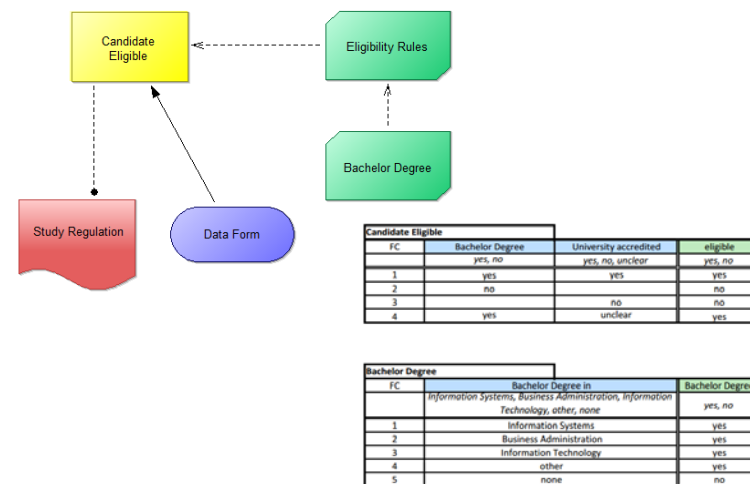 Candidate
Eligible
Eligibility Rules
Bachelor Degree
Study Regulation
Data Form
Candidate Eligible
FC Bachelor Degree University accredited eligible
yes, no yes, no, unclear yes, no
1 yes yes yes
2 no no
3 no no
4 yes unclear yes
Bachelor Degree
FC Bachelor Degree in Bachelor Degree
Information Systems, Business Administration, Information
Technology, other, none yes, no
1 Information Systems yes
2 Business Administration yes
3 Information Technology yes
4 other yes
5 none no